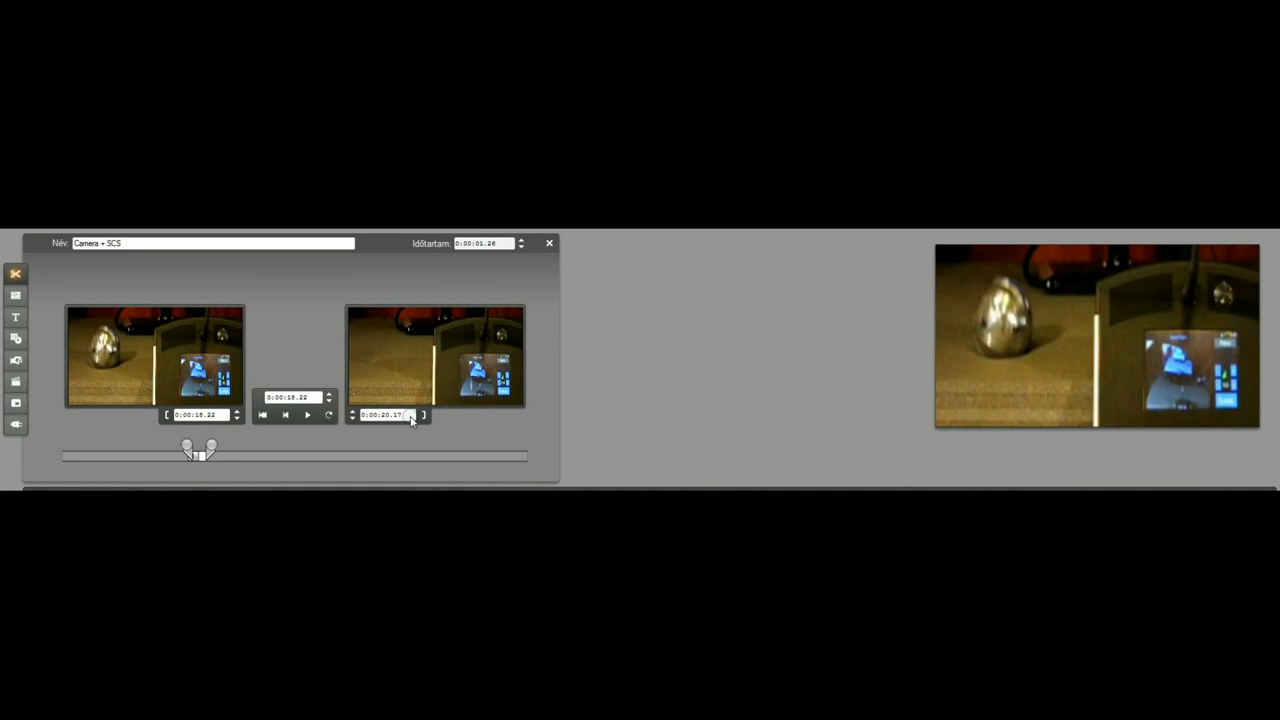 Név: Camera + SCS Időtartam: 0:00:01.26
T
0:00:18.22
[ 0:00:18.22 0:00:20.17 ]